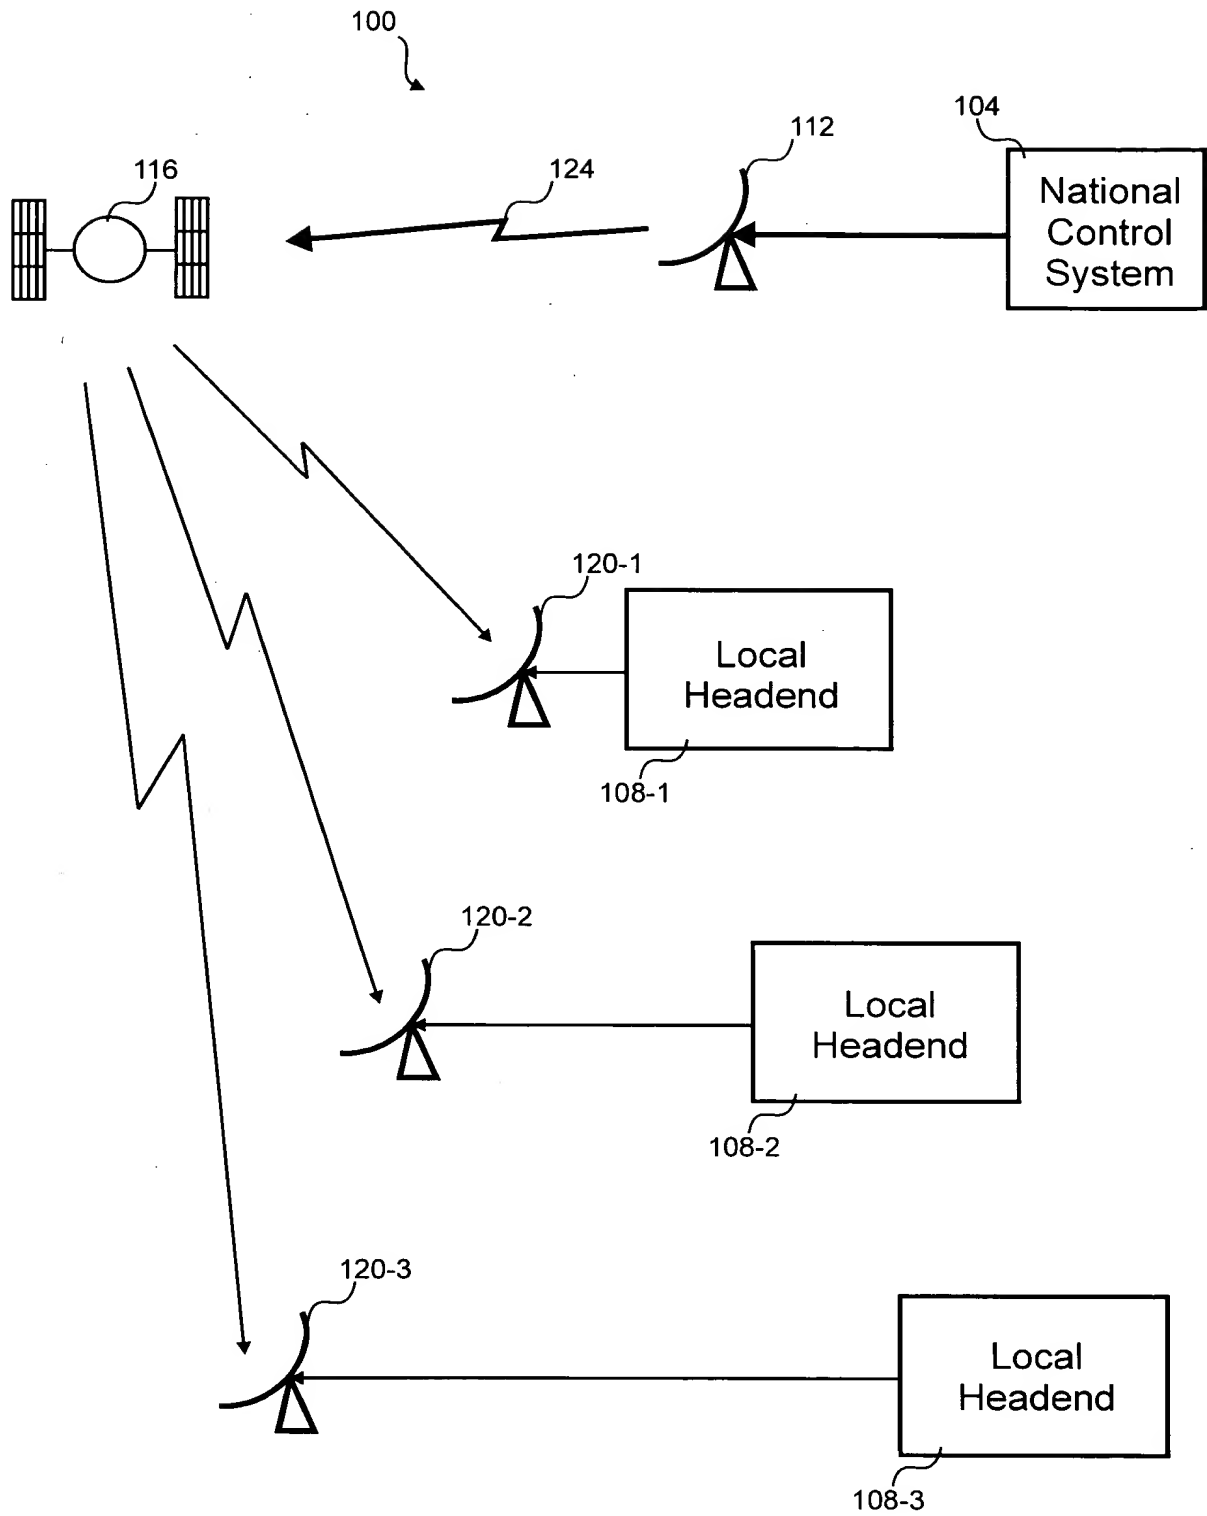 100
104
112
124
116
National
Control
System
120-1
Local
Headend
108-1
120-2
Local
Headend
108-2
120-3
Local
Headend
108-3